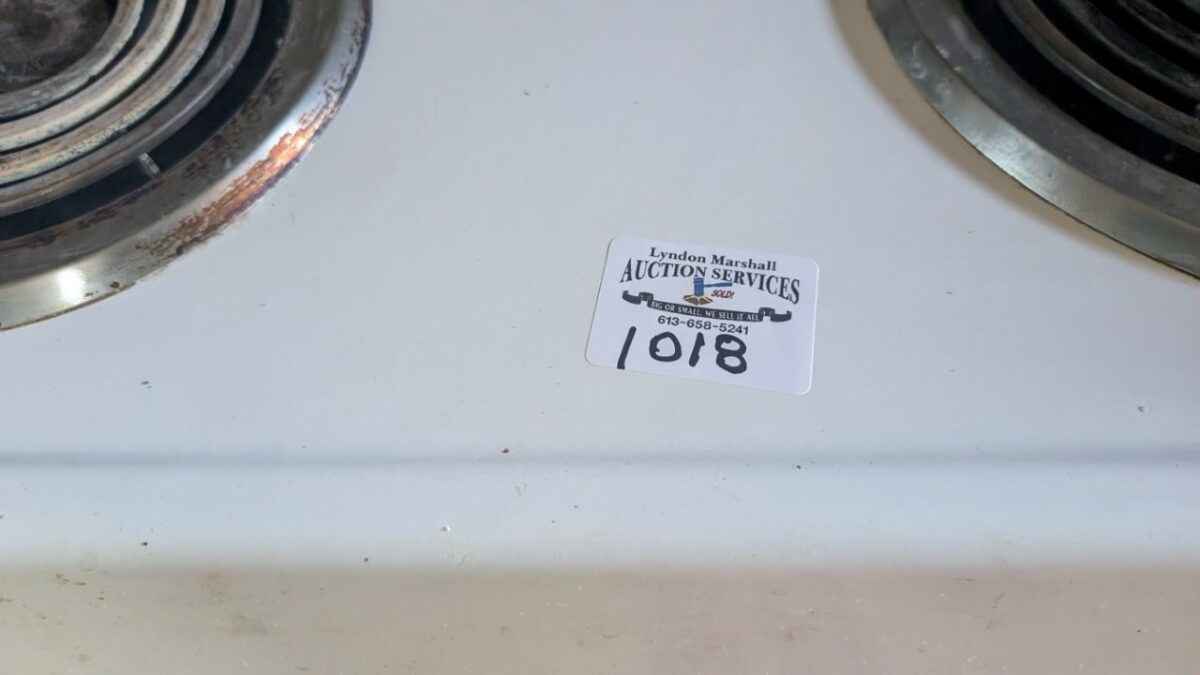 Lyndon Marshall
AUCTION SERVICES
SOLD!
BIG OR SMALL, WE SELL IT ALL
613-658-5241
1018